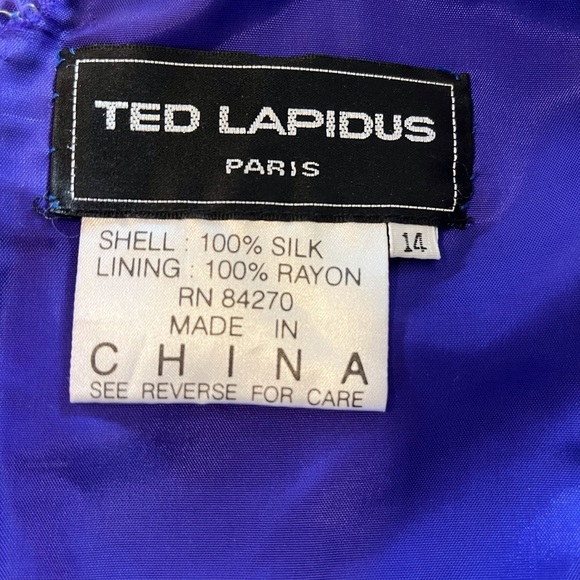 TED LAPIDUS
PARIS
14
SHELL : 100% SILK
LINING : 100% RAYON
RN 84270
MADE IN
CHINA
SEE REVERSE FOR CARE